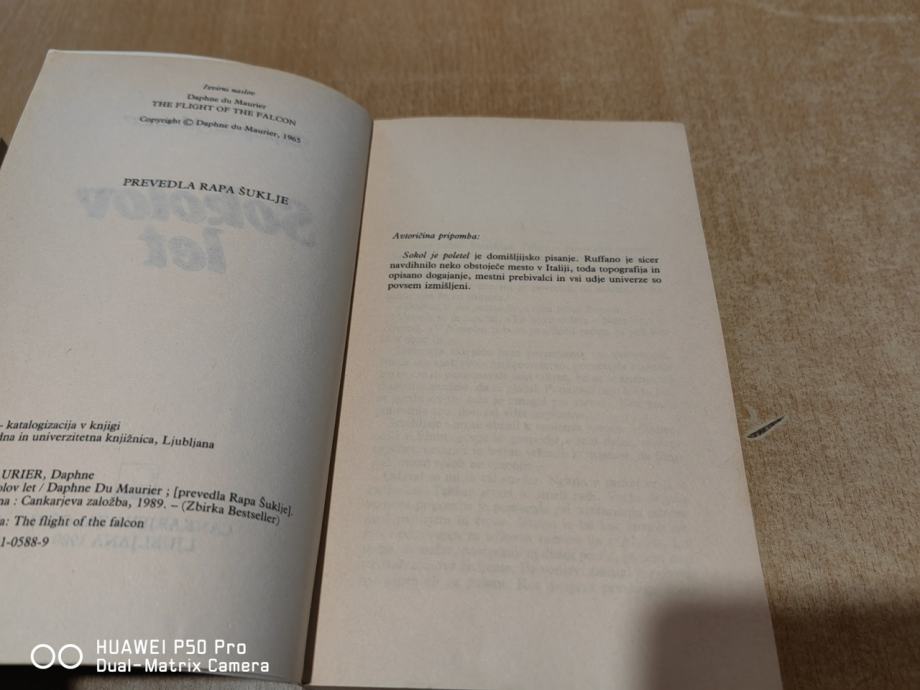 Izvirni naslov
Daphne du Maurier
THE FLIGHT OF THE FALCON
Copyright © Daphne du Maurier, 1965
PREVEDLA RAPA ŠUKLJE
Sokolov
let
- katalogizacija v knjigi
dna in univerzitetna knjižnica, Ljubljana
URIER, Daphne
olov let / Daphne Du Maurier ; [prevedla Rapa Šuklje].
na : Cankarjeva založba, 1989. – (Zbirka Bestseller)
a: The flight of the falcon
1-0588-9
Avtoričina pripomba:
Sokol je poletel je domišljijsko pisanje. Ruffano je sicer
navdihnilo neko obstoječe mesto v Italiji, toda topografija in
opisano dogajanje, mestni prebivalci in vsi udje univerze so
povsem izmišljeni.
HUAWEI P50 Pro
Dual-Matrix Camera